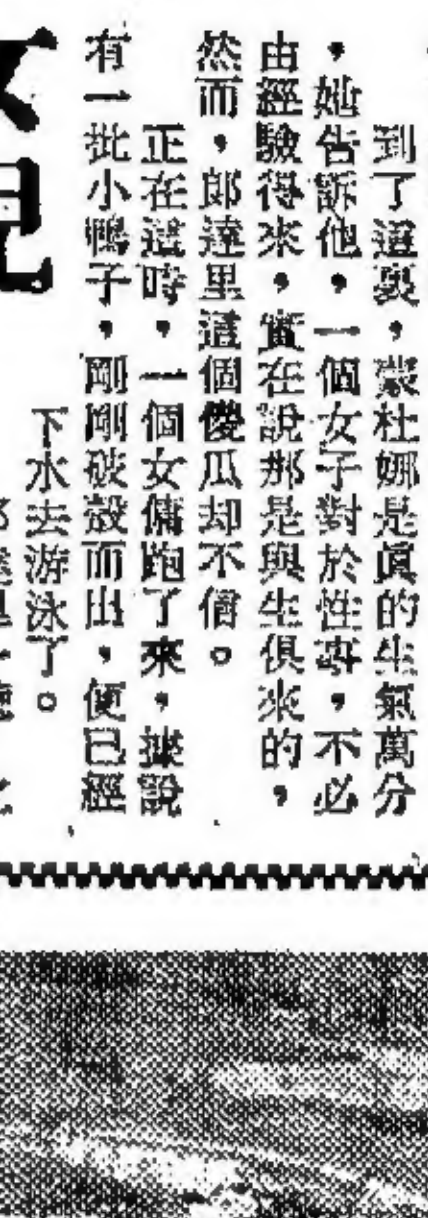 到了這裏，蒙杜娜是眞的生氣萬分
，她告訴他，一個女子對於性事，不必
由經驗得來，實在說那是與生俱來的，
然而，郎達里這個儍瓜却不信。
正在這時，一個女傭跑了來，據說
有一批小鴨子，剛剛破殼而出，便已經
下水去游泳了。